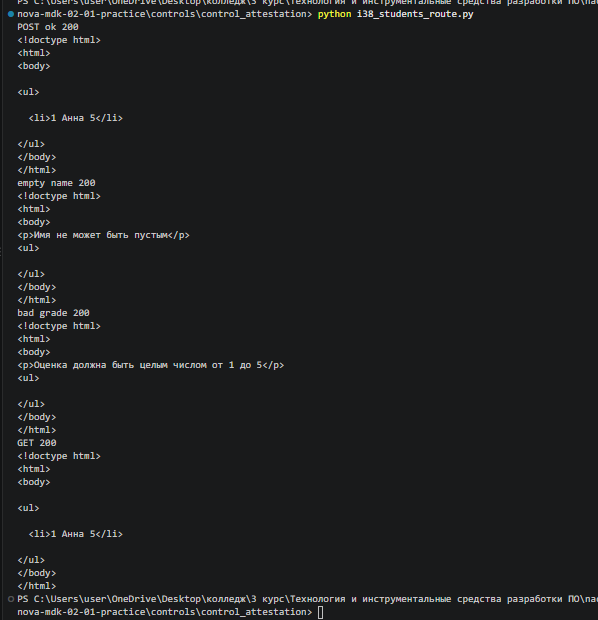 PS C:\Users\user\OneDrive\Desktop\колледж\3 курс\Технология и инструментальные средства разработки ПО\
nova-mdk-02-01-practice\controls\control_attestation> python i38_students_route.py
POST ok 200
<!doctype html>
<html>
<body>
<ul>
<li>1 Анна 5</li>
</ul>
</body>
</html>
empty name 200
<!doctype html>
<html>
<body>
<p>Имя не может быть пустым</p>
<ul>
</ul>
</body>
</html>
bad grade 200
<!doctype html>
<html>
<body>
<p>Оценка должна быть целым числом от 1 до 5</p>
<ul>
</ul>
</body>
</html>
GET 200
<!doctype html>
<html>
<body>
<ul>
<li>1 Анна 5</li>
</ul>
</body>
</html>
PS C:\Users\user\OneDrive\Desktop\колледж\3 курс\Технология и инструментальные средства разработки ПО\
nova-mdk-02-01-practice\controls\control_attestation>